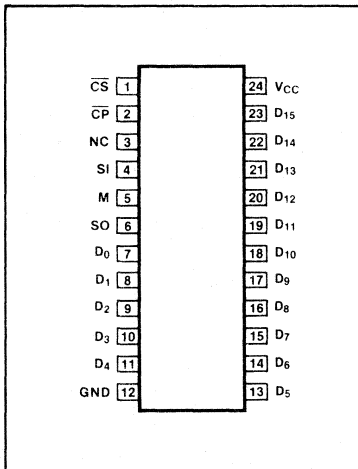 C̅S̅ 1 24 VCC
C̅P̅ 2 23 D15
NC 3 22 D14
SI 4 21 D13
M 5 20 D12
SO 6 19 D11
D0 7 18 D10
D1 8 17 D9
D2 9 16 D8
D3 10 15 D7
D4 11 14 D6
GND 12 13 D5